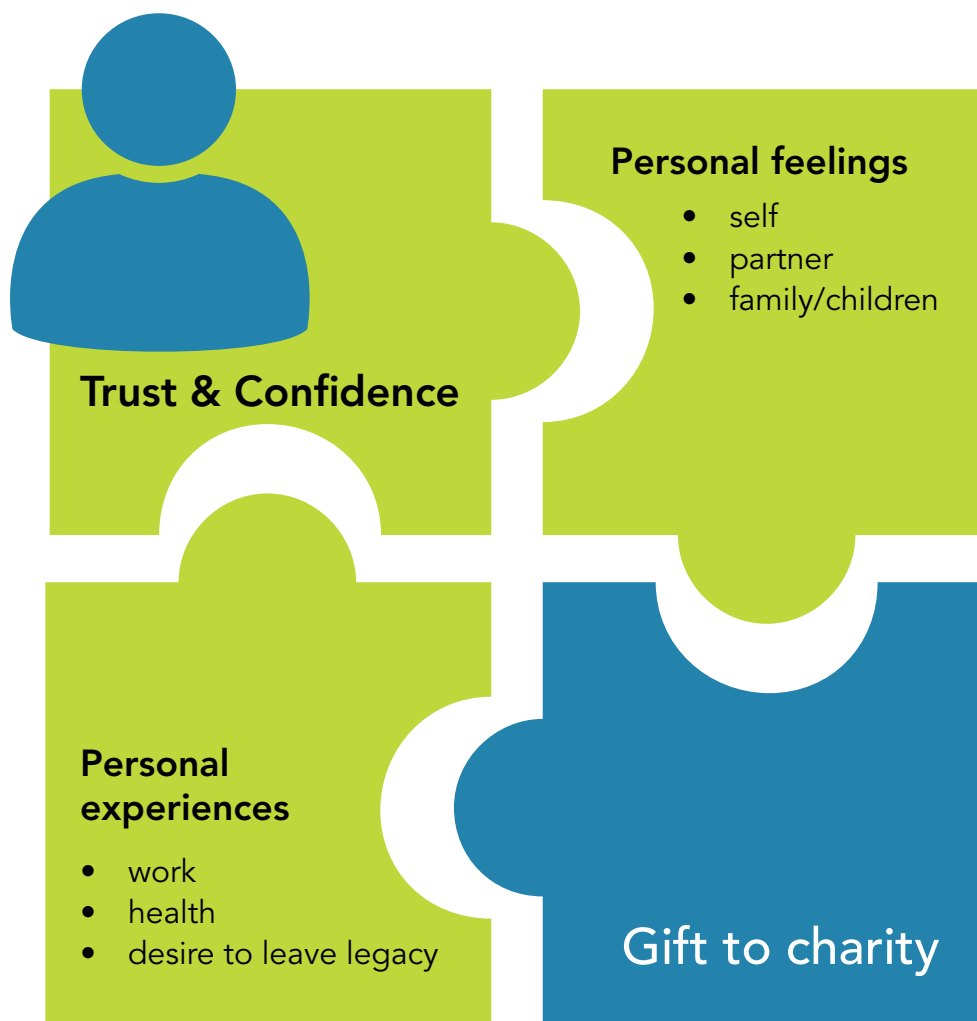 Trust & Confidence
Personal feelings
• self
• partner
• family/children
Personal
experiences
• work
• health
• desire to leave legacy
Gift to charity